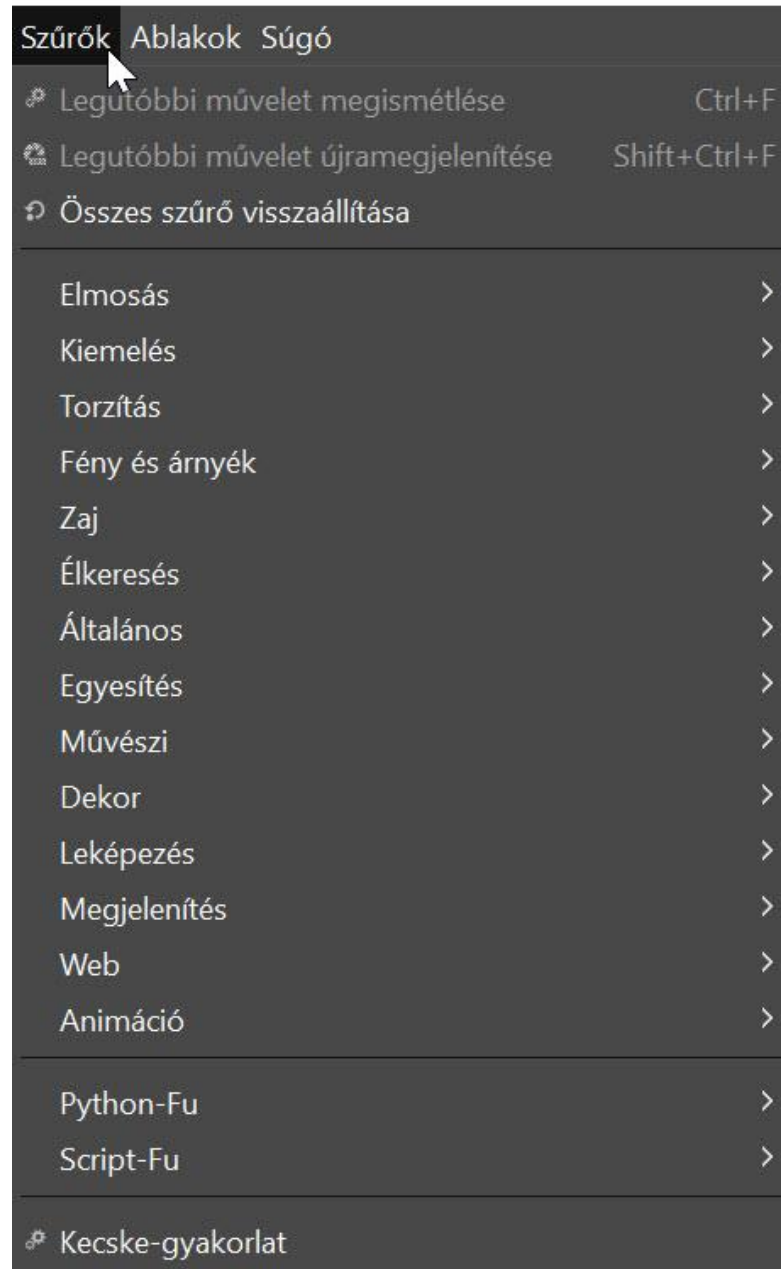 Szűrők Ablakok Súgó
Legutóbbi művelet megismétlése Ctrl+F
Legutóbbi művelet újramegjelenítése Shift+Ctrl+F
Összes szűrő visszaállítása
Elmosás
Kiemelés
Torzítás
Fény és árnyék
Zaj
Élkeresés
Általános
Egyesítés
Művészi
Dekor
Leképezés
Megjelenítés
Web
Animáció
Python-Fu
Script-Fu
Kecske-gyakorlat